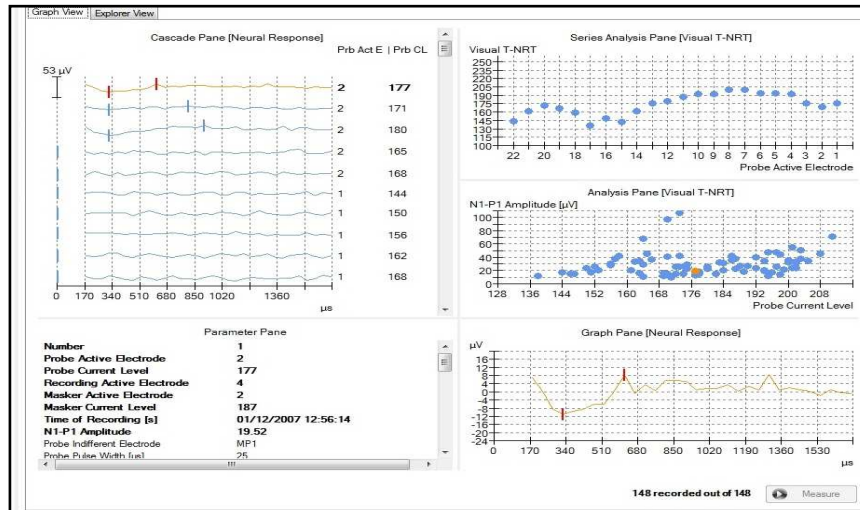 Graph View Explorer View
Cascade Pane [Neural Response]
Prb Act E | Prb CL
53 µV
2 177
2 171
2 180
2 165
2 168
1 144
1 150
1 156
1 162
1 168
0 170 340 510 680 850 1020 1360
µs
Series Analysis Pane [Visual T-NRT]
Visual T-NRT
250
235
220
205
190
175
160
145
130
115
100
22 20 18 16 14 12 11 10 9 8 7 6 5 4 3 2 1
Probe Active Electrode
Analysis Pane [Visual T-NRT]
N1-P1 Amplitude [µV]
100
80
60
40
20
0
128 136 144 152 160 168 176 184 192 200 208
Probe Current Level
Parameter Pane
Number 1
Probe Active Electrode 2
Probe Current Level 177
Recording Active Electrode 4
Masker Active Electrode 2
Masker Current Level 187
Time of Recording [s] 01/12/2007 12:56:14
N1-P1 Amplitude 19.52
Probe Indifferent Electrode MP1
Probe Pulse Width [µs] 25
Graph Pane [Neural Response]
µV
16
12
8
4
0
-4
-8
-12
-16
-20
-24
0 170 340 510 680 850 1020 1190 1360 1530
µs
148 recorded out of 148 Measure